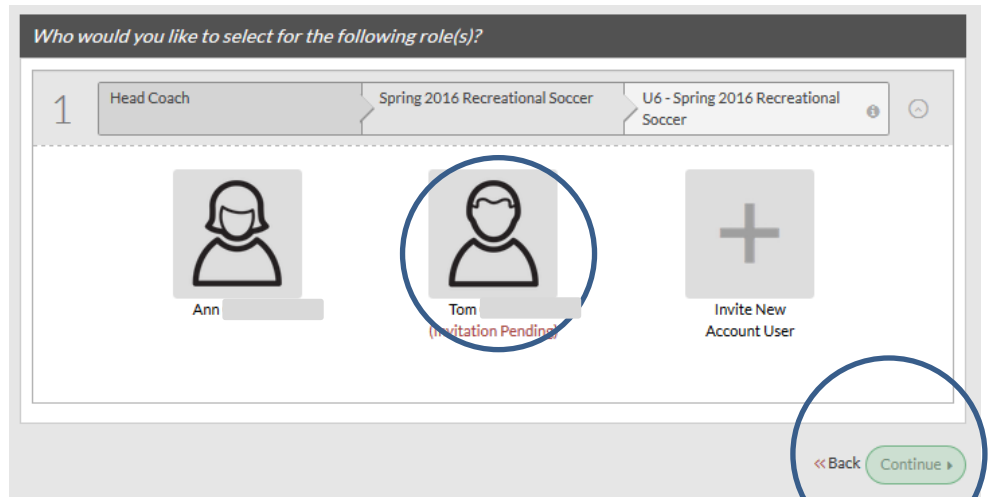 Who would you like to select for the following role(s)?
1
Head Coach
Spring 2016 Recreational Soccer
U6 - Spring 2016 Recreational
Soccer
Ann
Tom
(Invitation Pending)
Invite New
Account User
«Back
Continue